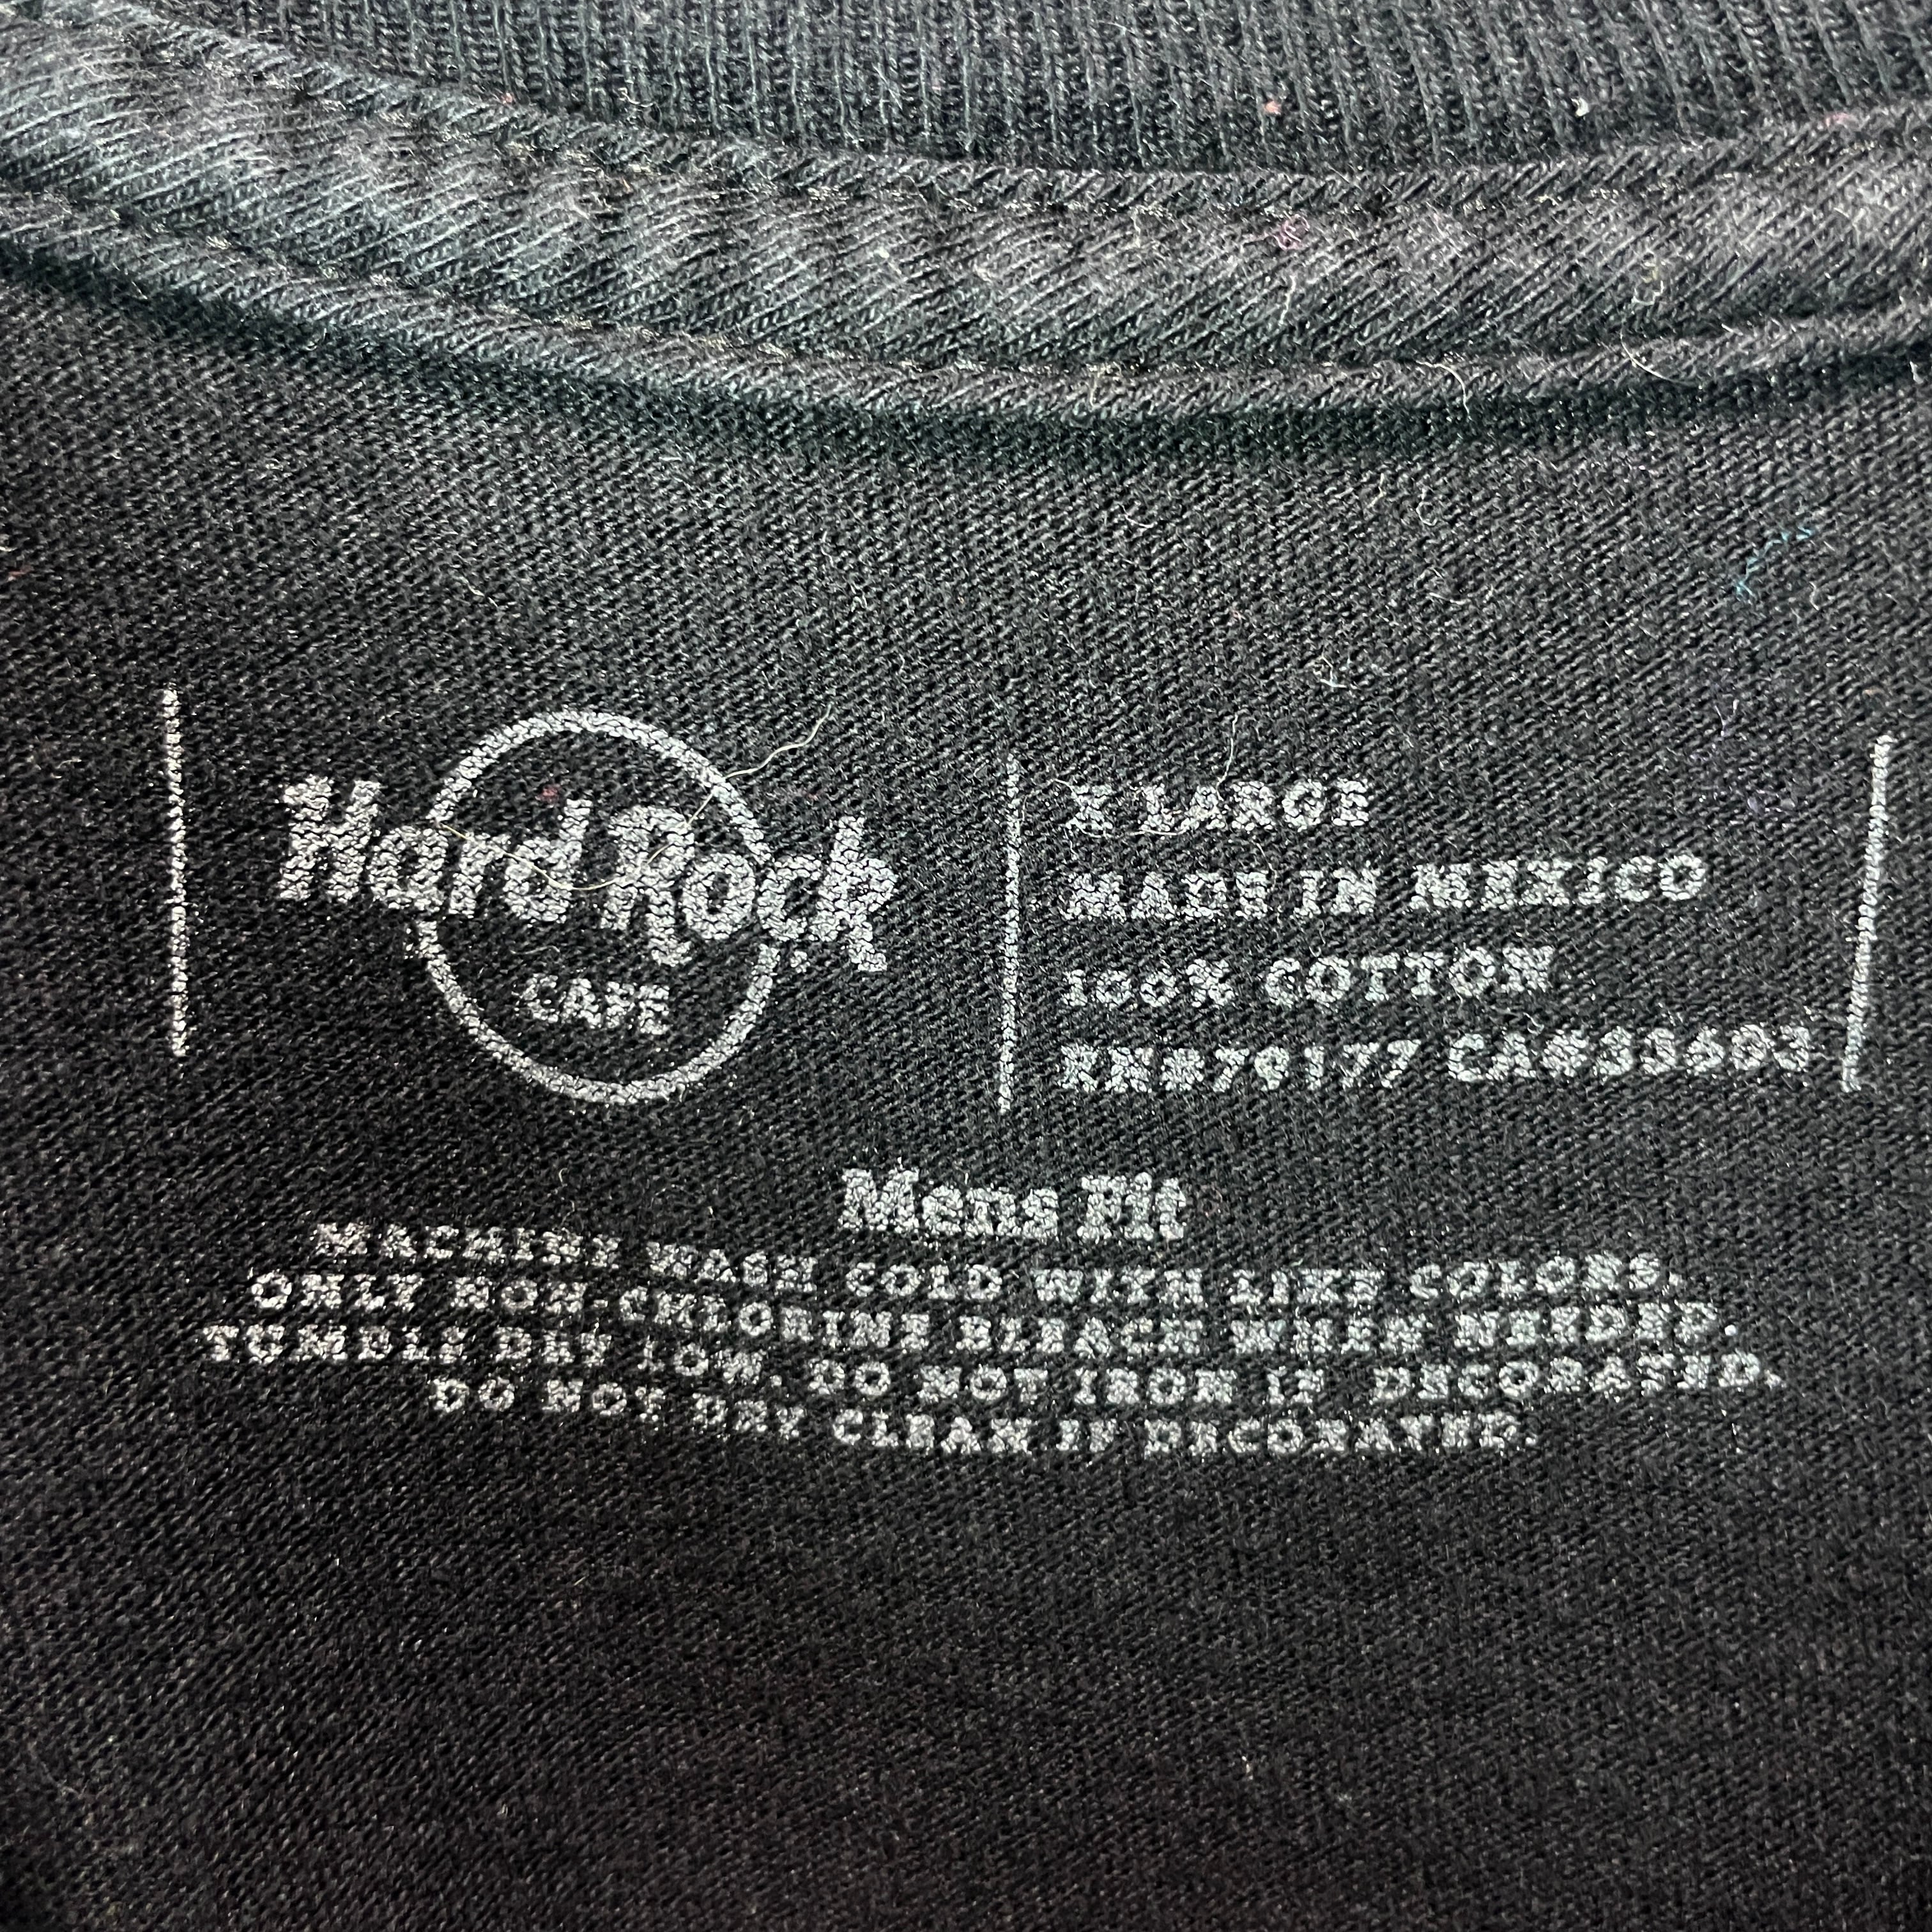 Hard Rock
CAFE
X LARGE
MADE IN MEXICO
100% COTTON
RN#79177 CA#33603
Mens Fit
MACHINE WASH COLD WITH LIKE COLORS.
ONLY NON-CHLORINE BLEACH WHEN NEEDED.
TUMBLE DRY LOW. DO NOT IRON IF DECORATED.
DO NOT DRY CLEAN IF DECORATED.